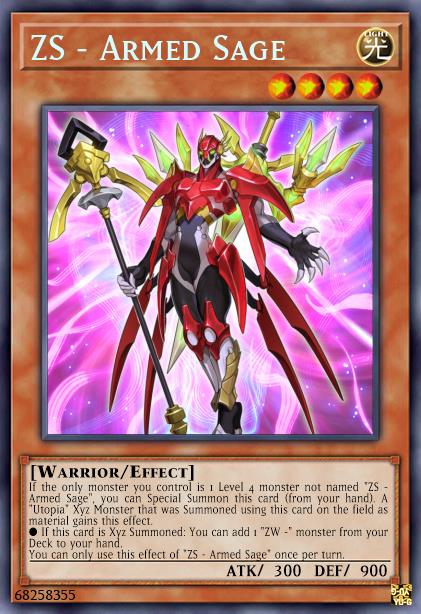 ZS - Armed Sage
LIGHT
光
[Warrior/Effect]
If the only monster you control is 1 Level 4 monster not named "ZS -
Armed Sage", you can Special Summon this card (from your hand). A
"Utopia" Xyz Monster that was Summoned using this card on the field as
material gains this effect.
● If this card is Xyz Summoned: You can add 1 "ZW -" monster from your
Deck to your hand.
You can only use this effect of "ZS - Armed Sage" once per turn.
ATK/ 300 DEF/ 900
68258355